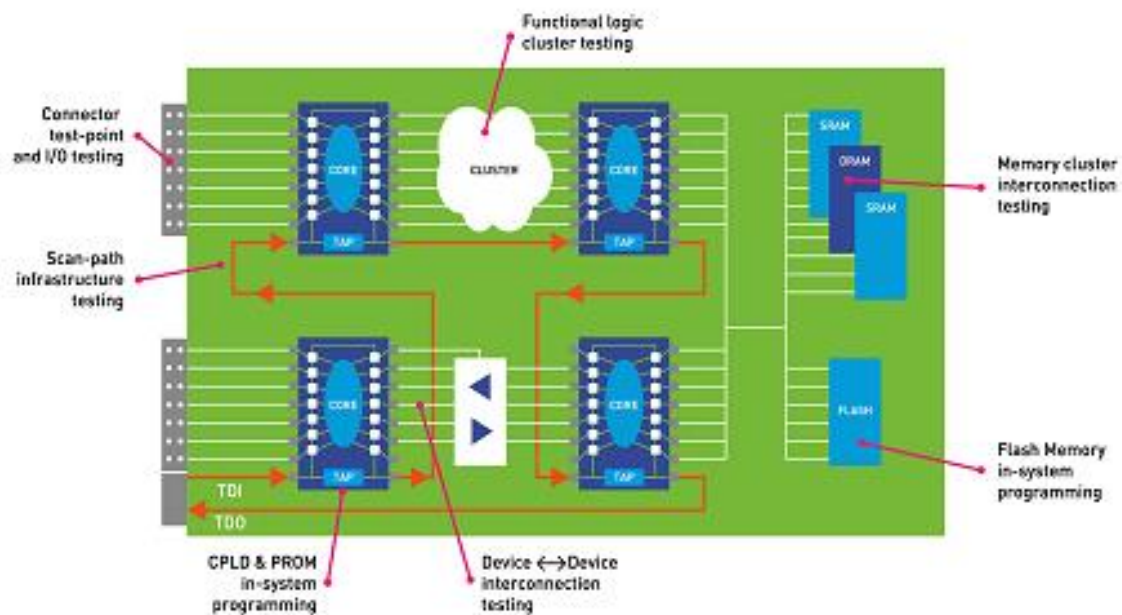 Functional logic
cluster testing
Connector
test-point
and I/O testing
CORE
CLUSTER
CORE
SRAM
DRAM
SRAM
Memory cluster
interconnection
testing
TAP
TAP
Scan-path
infrastructure
testing
CORE
CORE
FLASH
TAP
TAP
Flash Memory
in-system
programming
TDI
TDO
CPLD & PROM
in-system
programming
Device <->Device
interconnection
testing